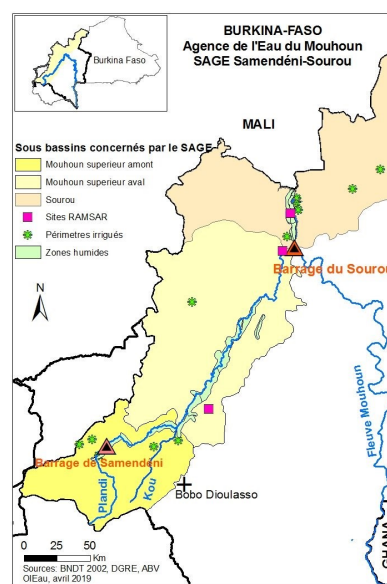 BURKINA-FASO
Agence de l'Eau du Mouhoun
SAGE Samendéni-Sourou
Burkina Faso
MALI
Sous bassins concernés par le SAGE
Mouhoun superieur amont
Mouhoun superieur aval
Sourou
Sites RAMSAR
Périmetres irrigués
Zones humides
N
Barrage du Sourou
Fleuve Mouhoun
Barrage de Samendéni
Plandi
Kou
Bobo Dioulasso
GHANA
0 25 50
Km
Sources: BNDT 2002, DGRE, ABV
OIEau, avril 2019